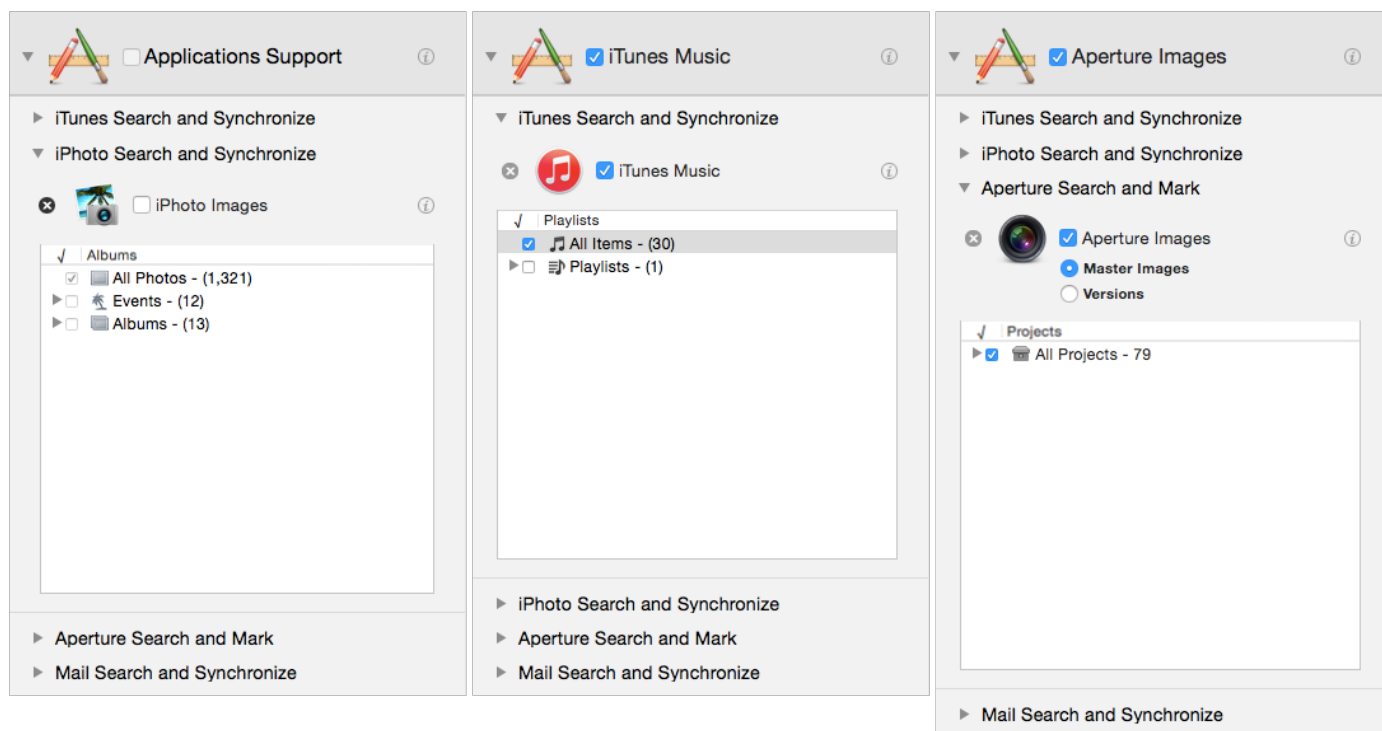 Applications Support
iTunes Search and Synchronize
iPhoto Search and Synchronize
iPhoto Images
√ Albums
All Photos - (1,321)
Events - (12)
Albums - (13)
Aperture Search and Mark
Mail Search and Synchronize
iTunes Music
iTunes Search and Synchronize
iTunes Music
√ Playlists
All Items - (30)
Playlists - (1)
iPhoto Search and Synchronize
Aperture Search and Mark
Mail Search and Synchronize
Aperture Images
iTunes Search and Synchronize
iPhoto Search and Synchronize
Aperture Search and Mark
Aperture Images
Master Images
Versions
√ Projects
All Projects - 79
Mail Search and Synchronize